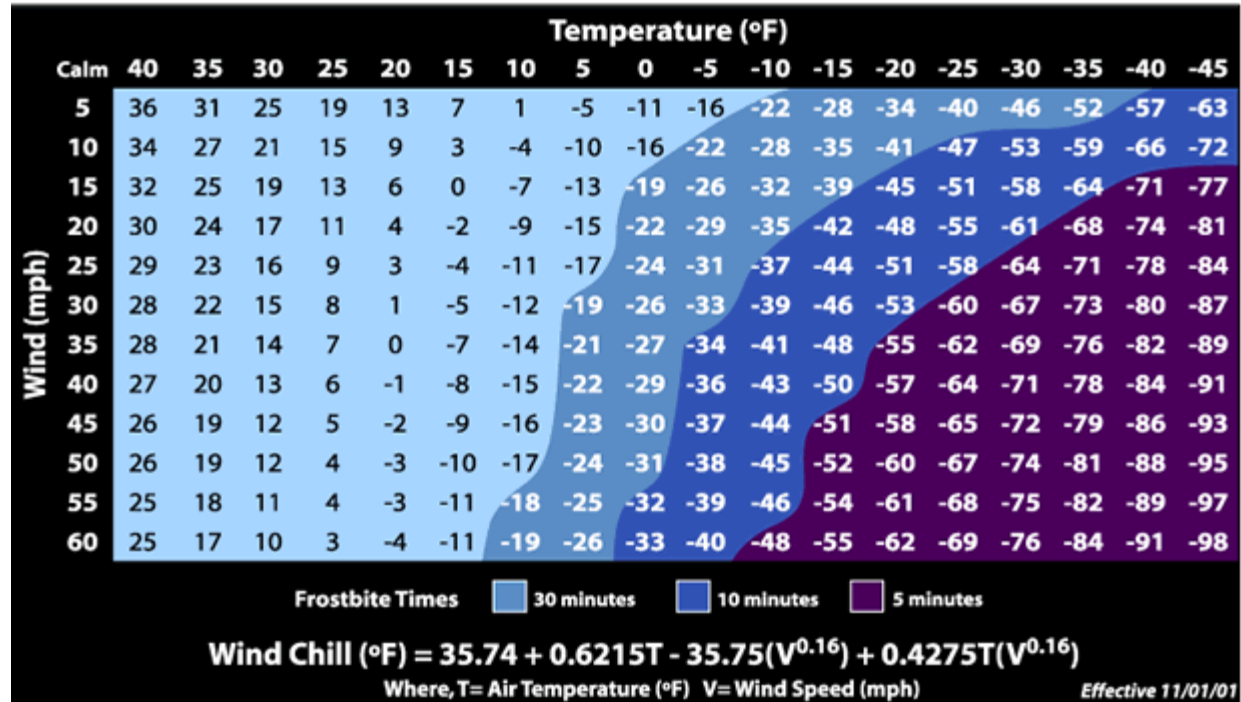 Temperature (ºF)
Calm 40 35 30 25 20 15 10 5 0 -5 -10 -15 -20 -25 -30 -35 -40 -45
5 36 31 25 19 13 7 1 -5 -11 -16 -22 -28 -34 -40 -46 -52 -57 -63
10 34 27 21 15 9 3 -4 -10 -16 -22 -28 -35 -41 -47 -53 -59 -66 -72
15 32 25 19 13 6 0 -7 -13 -19 -26 -32 -39 -45 -51 -58 -64 -71 -77
20 30 24 17 11 4 -2 -9 -15 -22 -29 -35 -42 -48 -55 -61 -68 -74 -81
25 29 23 16 9 3 -4 -11 -17 -24 -31 -37 -44 -51 -58 -64 -71 -78 -84
30 28 22 15 8 1 -5 -12 -19 -26 -33 -39 -46 -53 -60 -67 -73 -80 -87
35 28 21 14 7 0 -7 -14 -21 -27 -34 -41 -48 -55 -62 -69 -76 -82 -89
40 27 20 13 6 -1 -8 -15 -22 -29 -36 -43 -50 -57 -64 -71 -78 -84 -91
45 26 19 12 5 -2 -9 -16 -23 -30 -37 -44 -51 -58 -65 -72 -79 -86 -93
50 26 19 12 4 -3 -10 -17 -24 -31 -38 -45 -52 -60 -67 -74 -81 -88 -95
55 25 18 11 4 -3 -11 -18 -25 -32 -39 -46 -54 -61 -68 -75 -82 -89 -97
60 25 17 10 3 -4 -11 -19 -26 -33 -40 -48 -55 -62 -69 -76 -84 -91 -98
Wind (mph)
Frostbite Times 30 minutes 10 minutes 5 minutes
Wind Chill (ºF) = 35.74 + 0.6215T - 35.75(V^0.16) + 0.4275T(V^0.16)
Where, T= Air Temperature (ºF) V= Wind Speed (mph) Effective 11/01/01